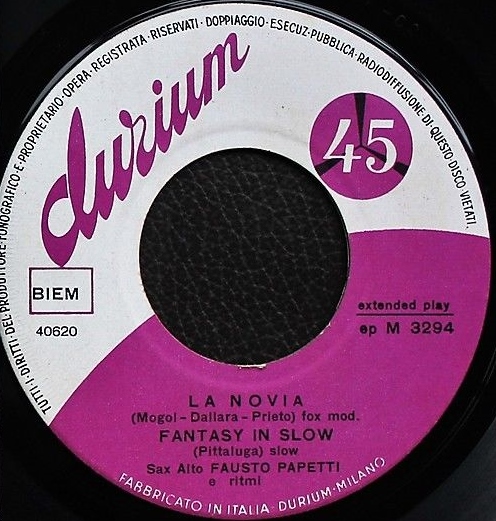 TUTTI·I·DIRITTI·DEL·PRODUTTORE·FONOGRAFICO·E·PROPRIETARIO·OPERA·REGISTRATA·RISERVATI·DOPPIAGGIO·ESECUZ·PUBBLICA·RADIODIFFUSIONE·DI·QUESTO·DISCO·VIETATI.
durium
45
BIEM
40620
extended play
ep M 3294
LA NOVIA
(Mogol - Dallara - Prieto) fox mod.
FANTASY IN SLOW
(Pittaluga) slow
Sax Alto FAUSTO PAPETTI
e ritmi
FABBRICATO IN ITALIA - DURIUM - MILANO